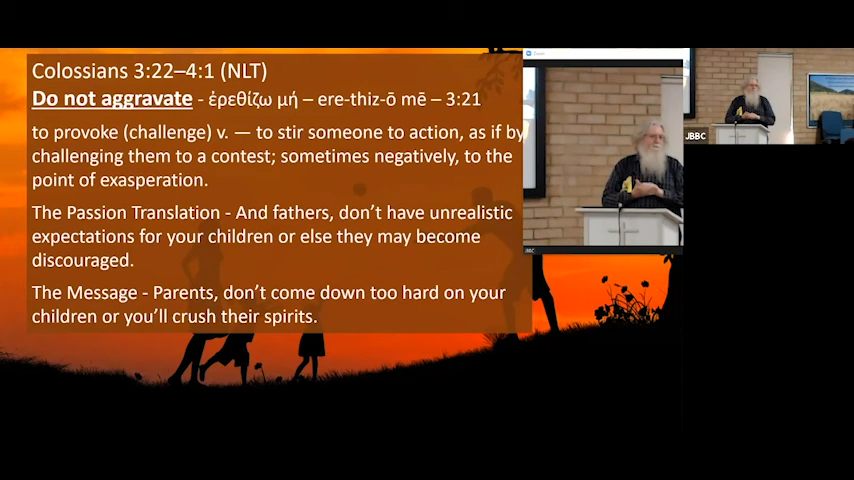 Colossians 3:22–4:1 (NLT)
Do not aggravate - ἐρεθίζω μή – ere-thiz-ō mē – 3:21
to provoke (challenge) v. — to stir someone to action, as if by
challenging them to a contest; sometimes negatively, to the
point of exasperation.
The Passion Translation - And fathers, don’t have unrealistic
expectations for your children or else they may become
discouraged.
The Message - Parents, don’t come down too hard on your
children or you’ll crush their spirits.
JBBC